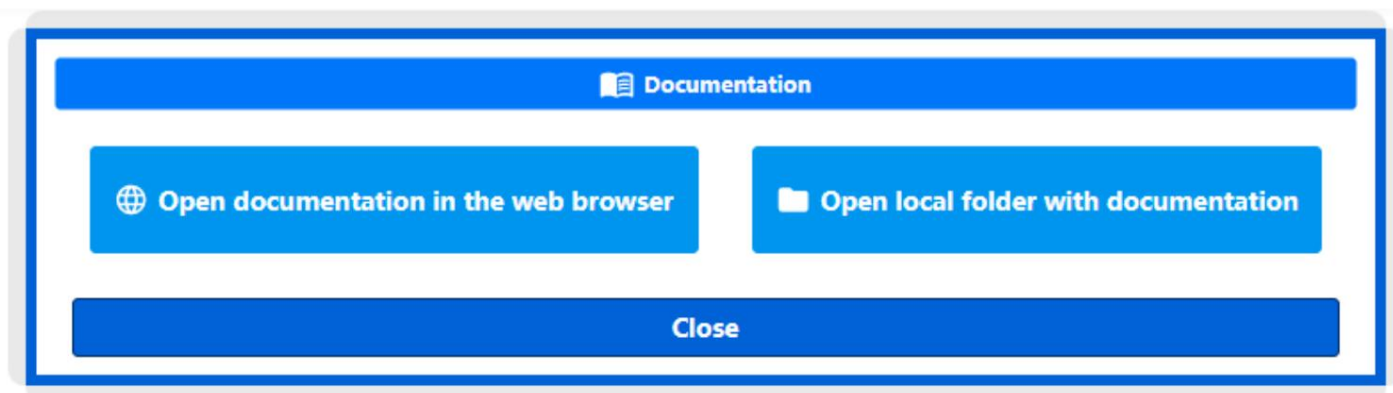 Documentation
Open documentation in the web browser
Open local folder with documentation
Close